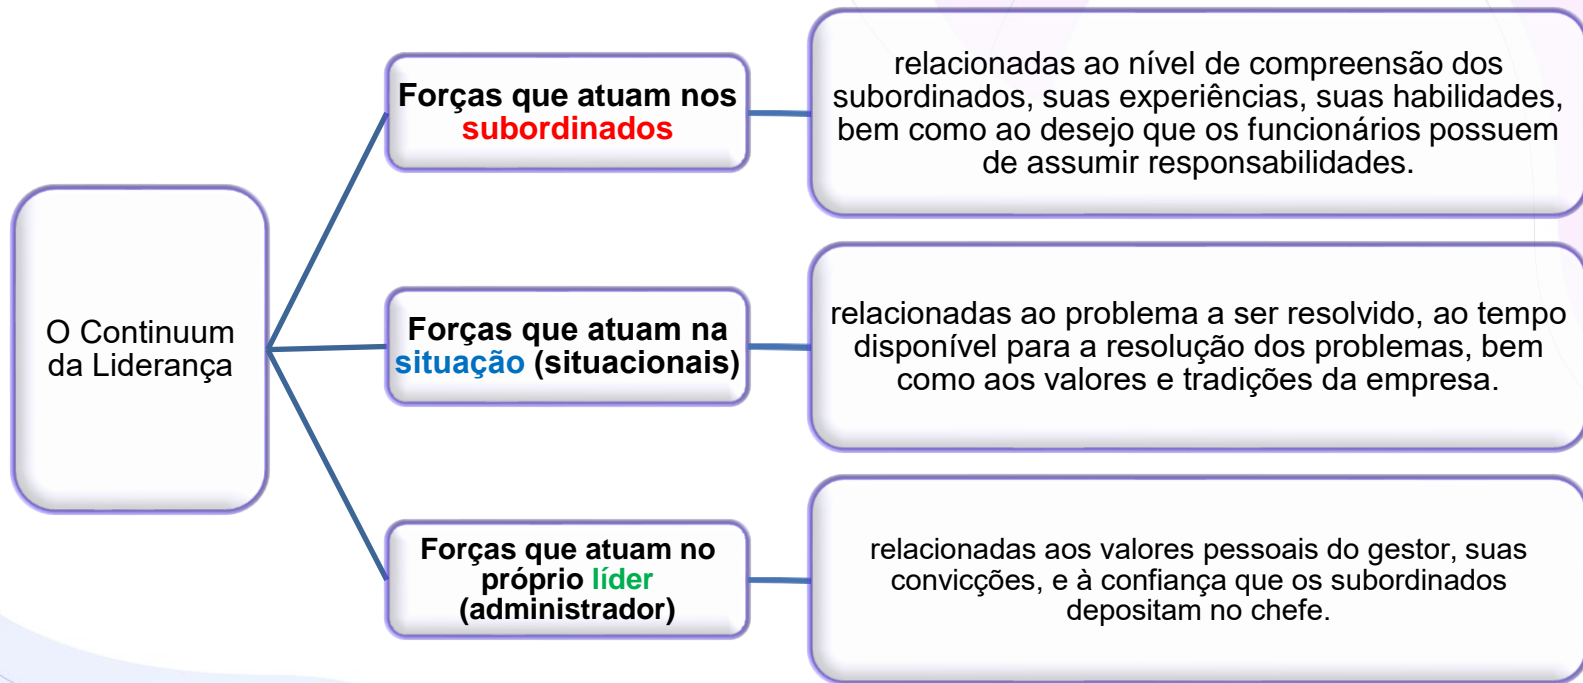 O Continuum
da Liderança
Forças que atuam nos
subordinados
relacionadas ao nível de compreensão dos
subordinados, suas experiências, suas habilidades,
bem como ao desejo que os funcionários possuem
de assumir responsabilidades.
Forças que atuam na
situação (situacionais)
relacionadas ao problema a ser resolvido, ao tempo
disponível para a resolução dos problemas, bem
como aos valores e tradições da empresa.
Forças que atuam no
próprio líder
(administrador)
relacionadas aos valores pessoais do gestor, suas
convicções, e à confiança que os subordinados
depositam no chefe.